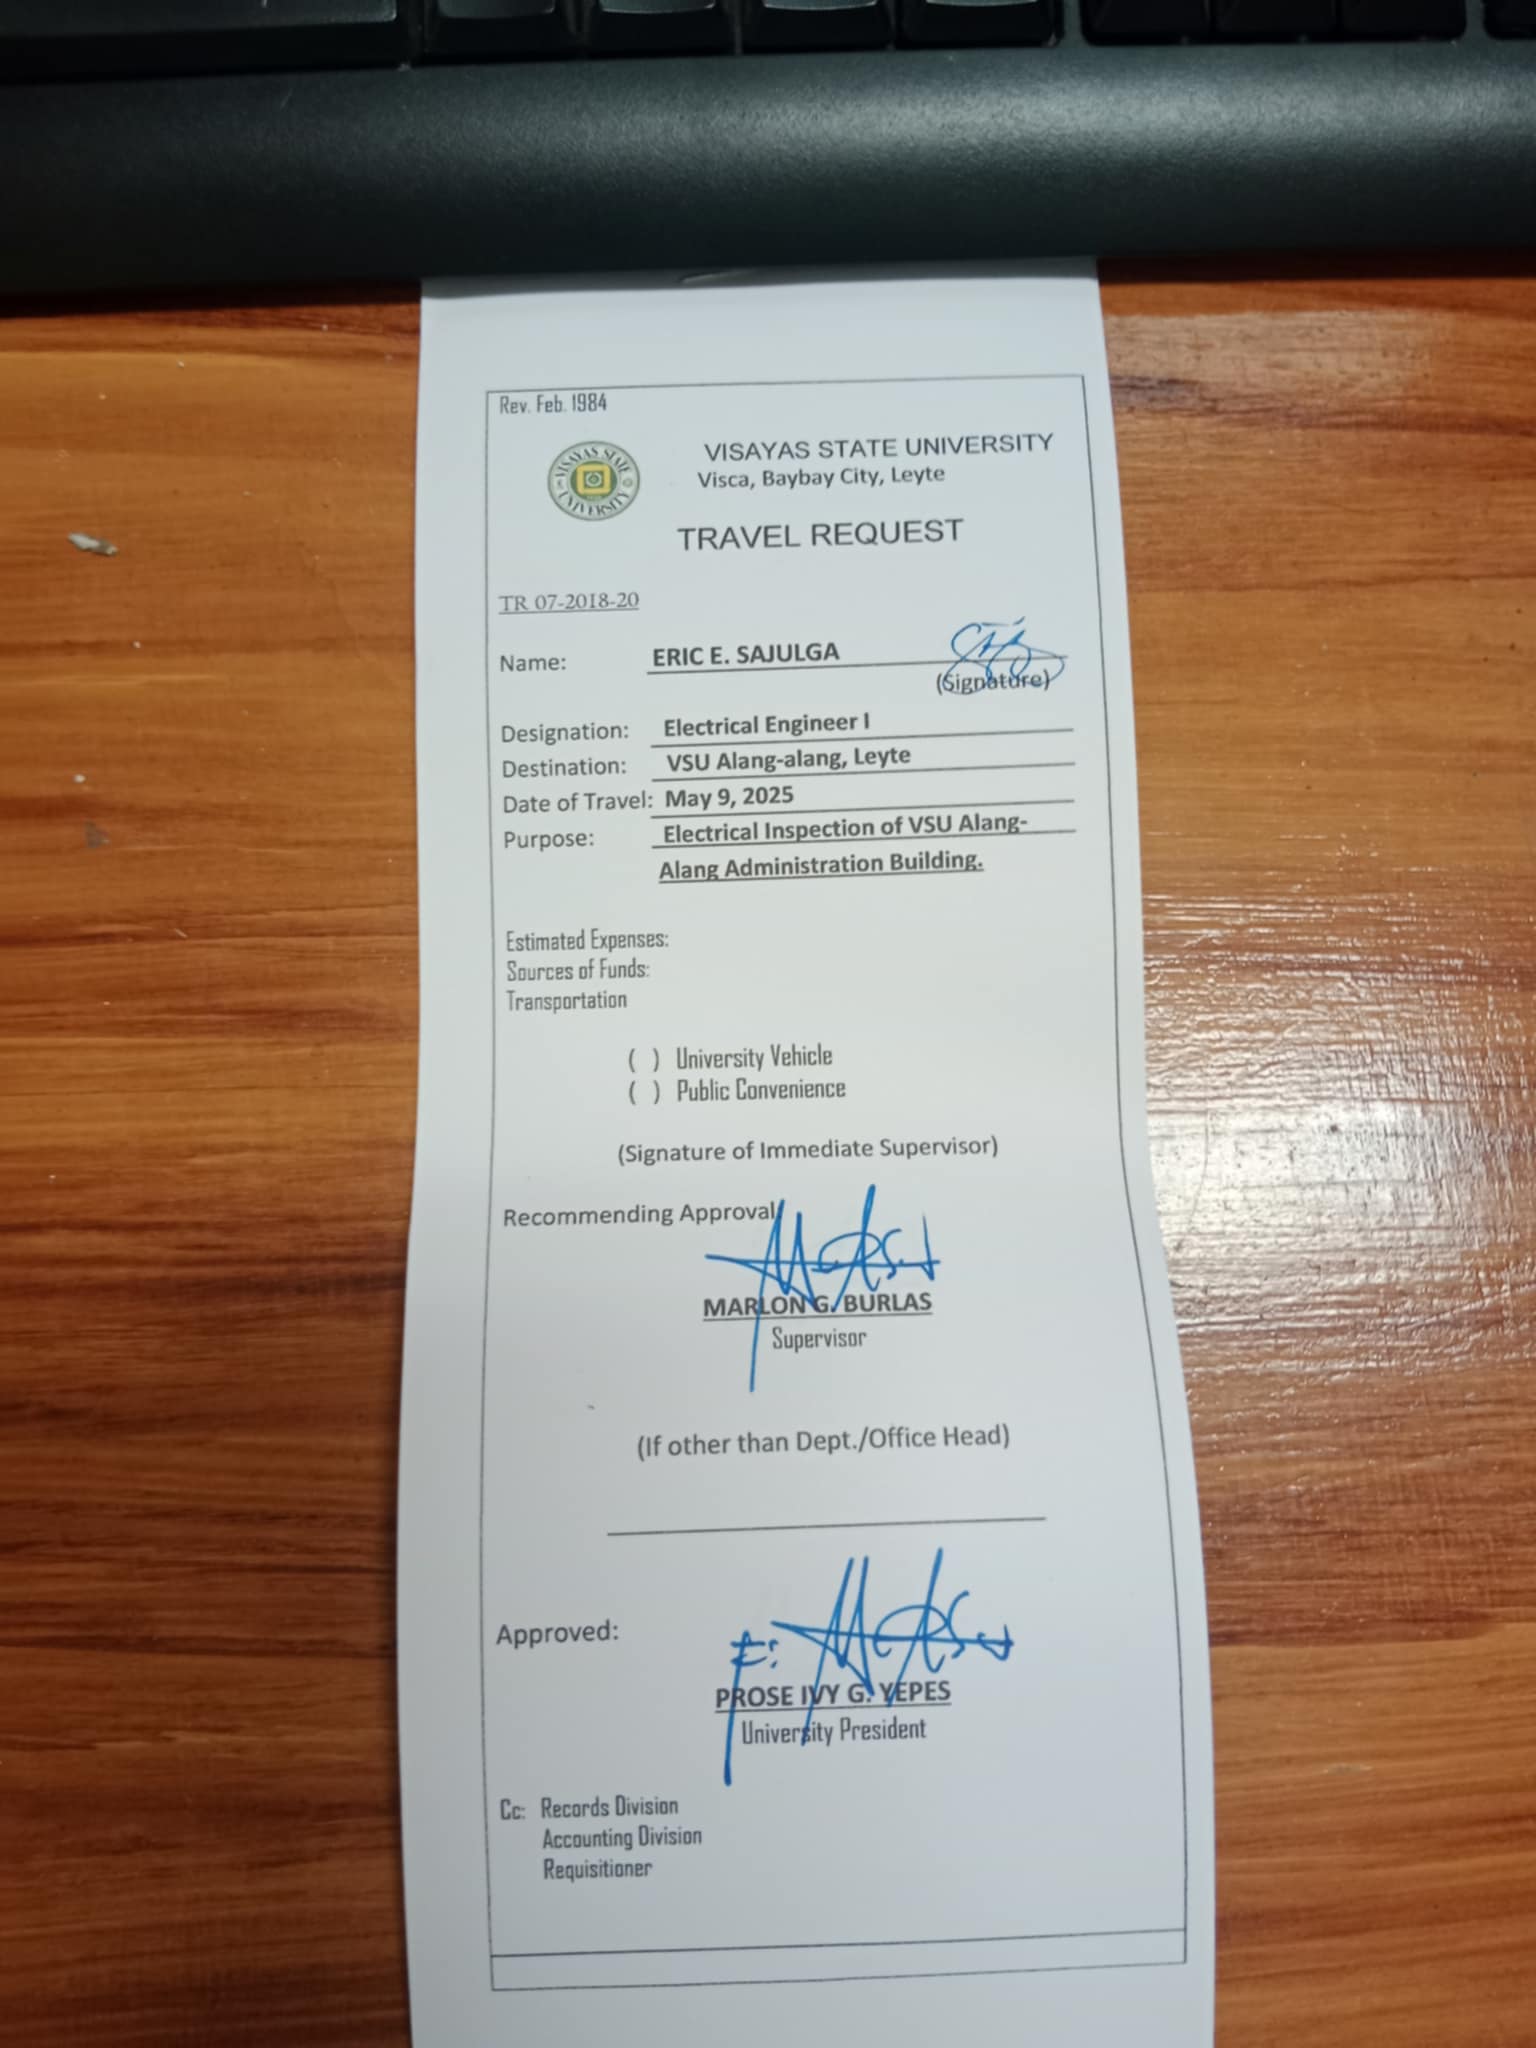 Rev. Feb. 1984
VISAYAS STATE UNIVERSITY
VISAYAS STATE UNIVERSITY
Visca, Baybay City, Leyte
TRAVEL REQUEST
TR 07-2018-20
Name: ERIC E. SAJULGA
(Signature)
Designation: Electrical Engineer I
Destination: VSU Alang-alang, Leyte
Date of Travel: May 9, 2025
Purpose: Electrical Inspection of VSU Alang-
Alang Administration Building.
Estimated Expenses:
Sources of Funds:
Transportation
( ) University Vehicle
( ) Public Convenience
(Signature of Immediate Supervisor)
Recommending Approval:
MARLON G. BURLAS
Supervisor
(If other than Dept./Office Head)
Approved:
PROSE IVY G. YEPES
University President
Cc: Records Division
Accounting Division
Requisitioner